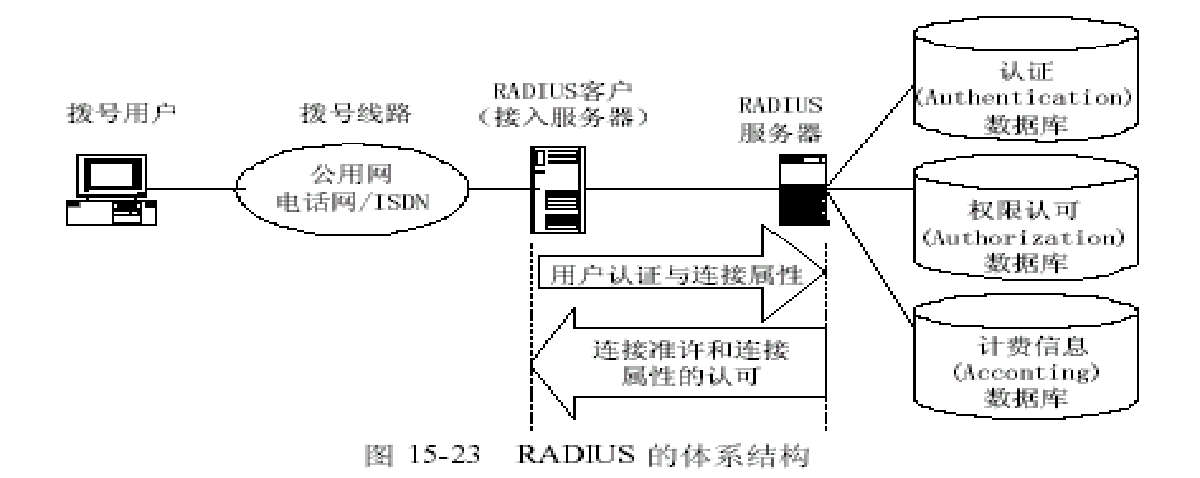 拨号用户
拨号线路
RADIUS客户
（接入服务器）
RADIUS
服务器
公用网
电话网/ISDN
认证
(Authentication)
数据库
权限认可
(Authorization)
数据库
计费信息
(Acconting)
数据库
用户认证与连接属性
连接准许和连接
属性的认可
图 15-23 RADIUS 的体系结构